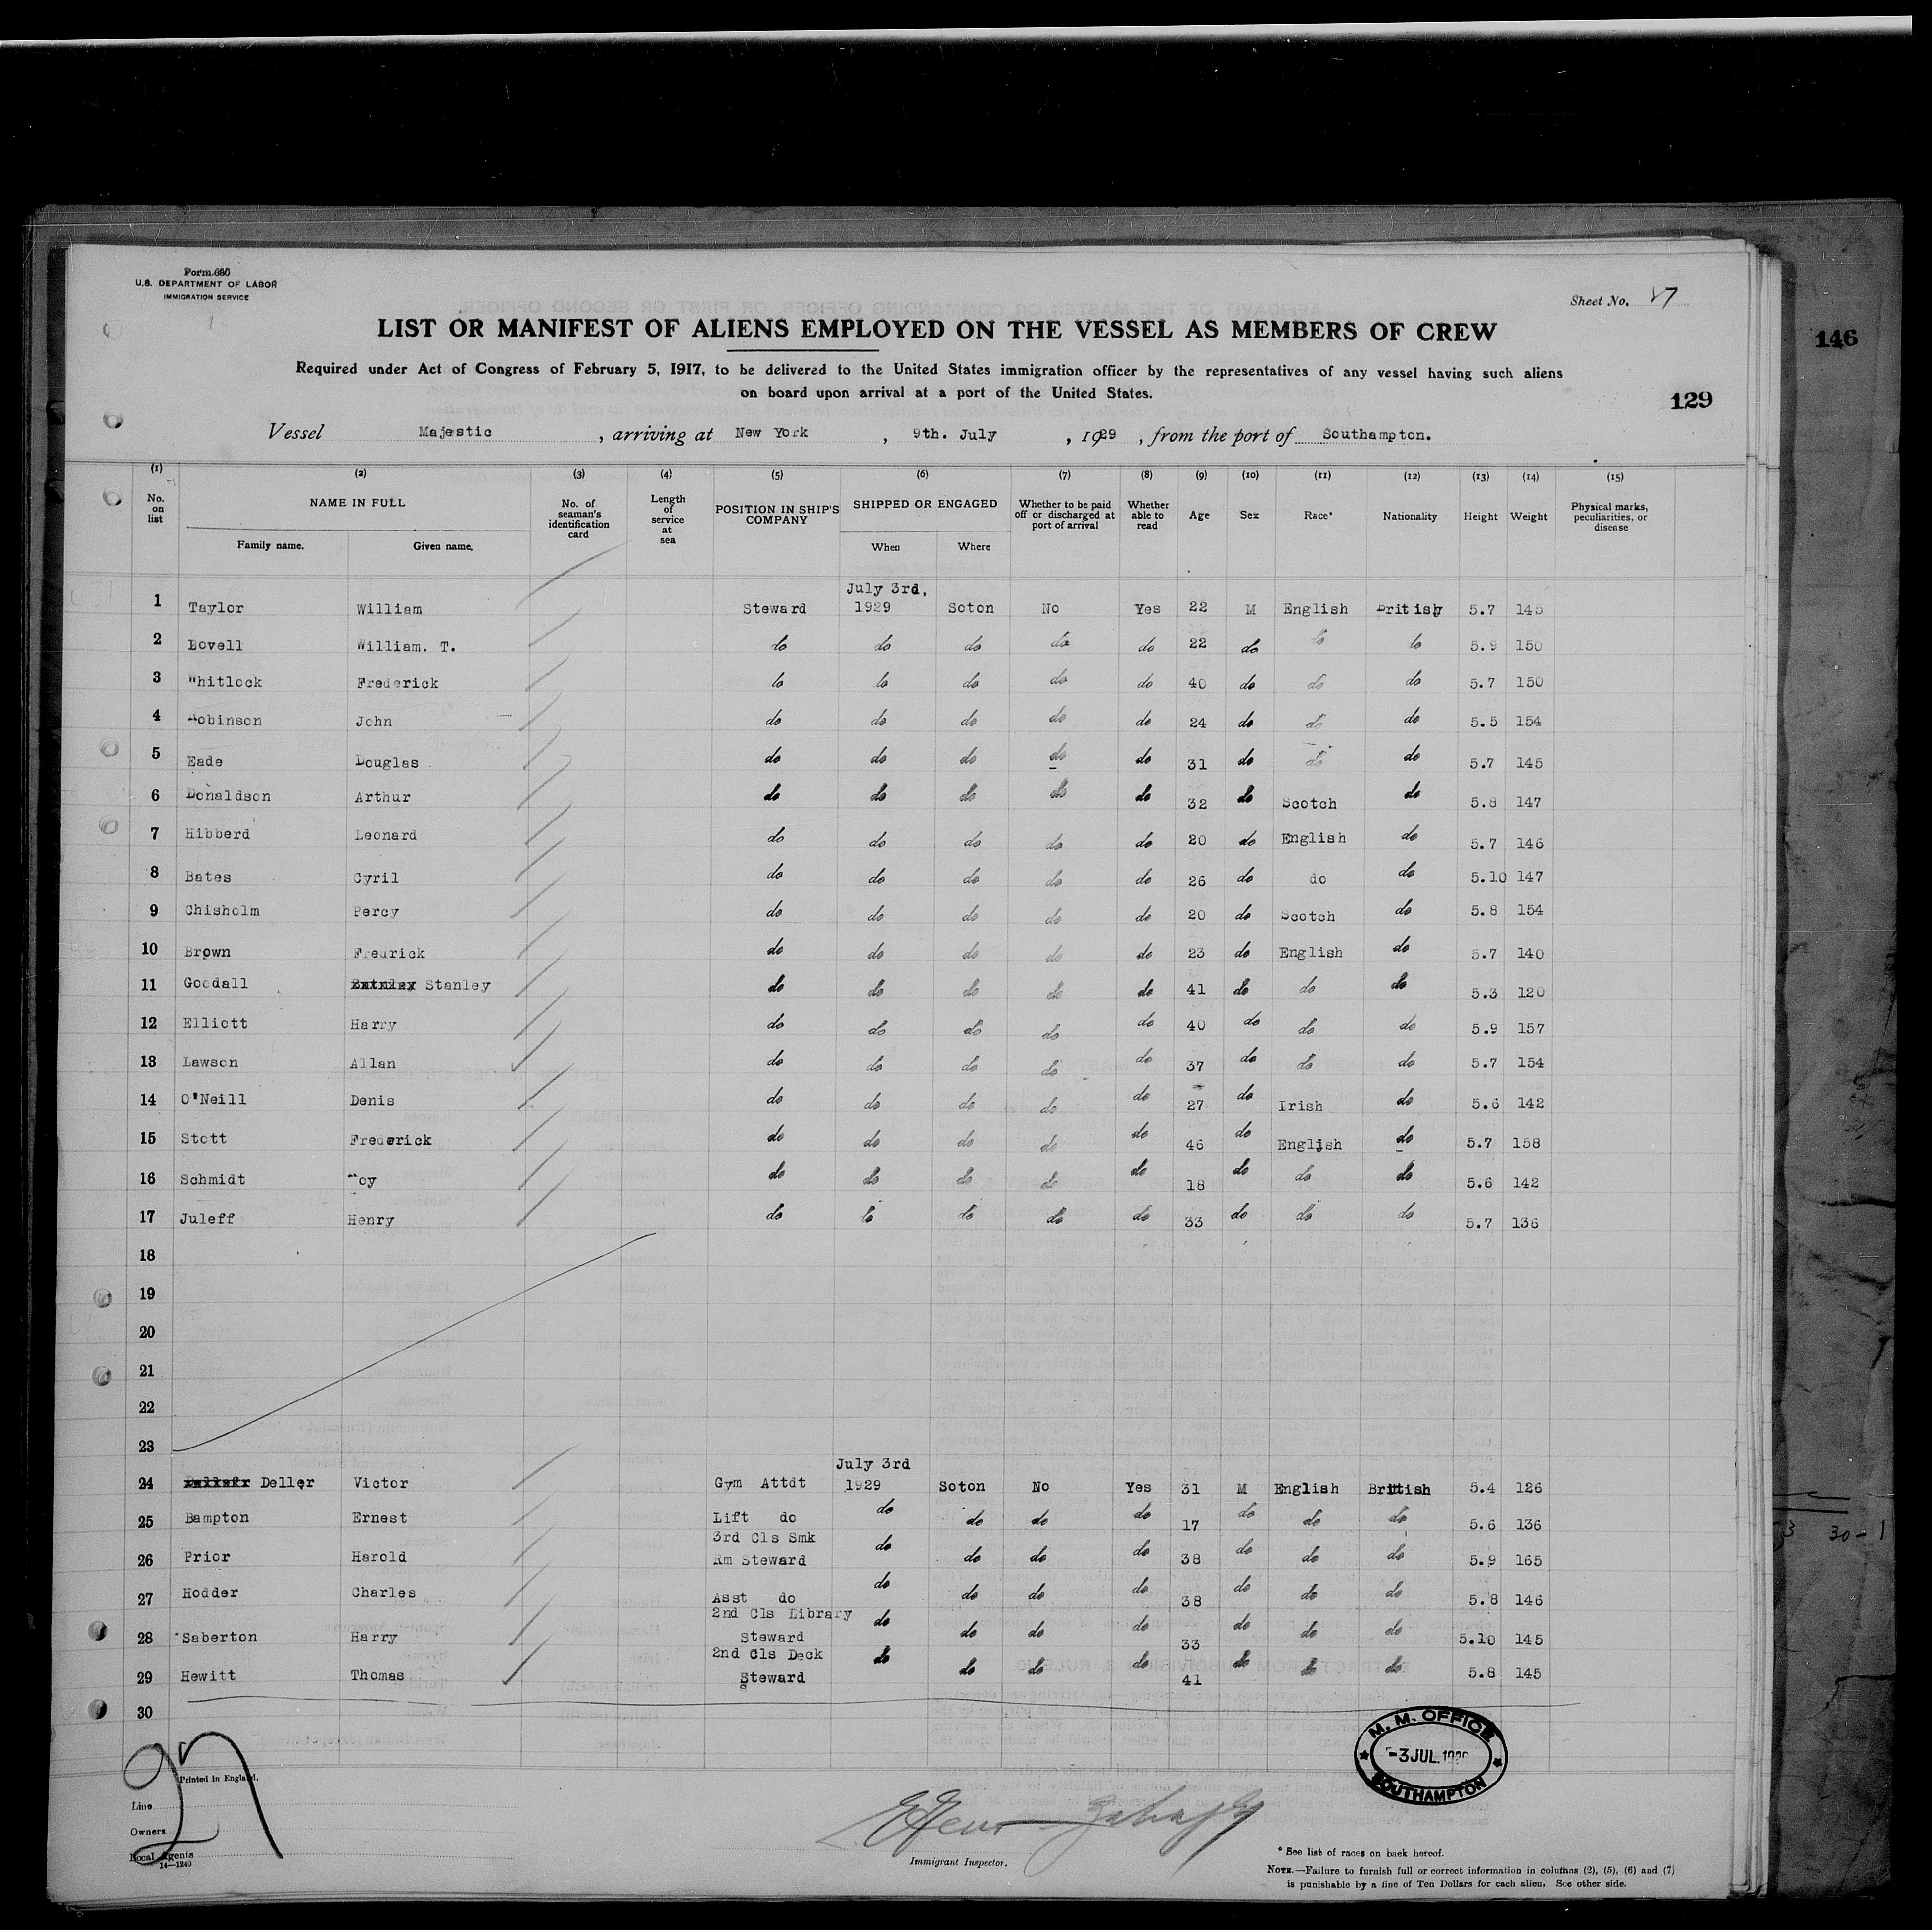 Form 680
U.S. DEPARTMENT OF LABOR
IMMIGRATION SERVICE
Sheet No.
LIST OR MANIFEST OF ALIENS EMPLOYED ON THE VESSEL AS MEMBERS OF CREW
146
Required under Act of Congress of February 5, 1917, to be delivered to the United States immigration officer by the representatives of any vessel having such aliens
on board upon arrival at a port of the United States.
129
Vessel Majestic , arriving at New York , 9th. July , 1929 , from the port of Southampton.
(1) (2) (3) (4) (5) (6) (7) (8) (9) (10) (11) (12) (13) (14) (15)
No. on list NAME IN FULL No. of seaman's identification card Length of service at sea POSITION IN SHIP'S COMPANY SHIPPED OR ENGAGED Whether to be paid off or discharged at port of arrival Whether able to read Age Sex Race* Nationality Height Weight Physical marks, peculiarities, or disease
Family name. Given name. When Where
July 3rd,
1 Taylor William Steward 1929 Soton No Yes 22 M English British 5.7 145
2 Bovell William. T. do do do do do 22 do do do 5.9 150
3 Whitlock Frederick do do do do do 40 do do do 5.7 150
4 Robinson John do do do do do 24 do do do 5.5 154
5 Eade Douglas do do do do do 31 do do do 5.7 145
6 Donaldson Arthur do do do do do 32 do Scotch do 5.8 147
7 Hibberd Leonard do do do do do 20 do English do 5.7 146
8 Bates Cyril do do do do do 26 do do do 5.10 147
9 Chisholm Percy do do do do do 20 do Scotch do 5.8 154
10 Brown Fredrick do do do do do 23 do English do 5.7 140
11 Goodall Stanley do do do do do 41 do do do 5.3 120
12 Elliott Harry do do do do do 40 do do do 5.9 157
13 Lawson Allan do do do do do 37 do do do 5.7 154
14 O'Neill Denis do do do do do 27 do Irish do 5.6 142
15 Stott Frederick do do do do do 46 do English do 5.7 158
16 Schmidt Roy do do do do do 18 do do do 5.6 142
17 Juleff Henry do do do do do 33 do do do 5.7 136
18
19
20
21
22
23
July 3rd
24 Deller Victor Gym Attdt 1929 Soton No Yes 31 M English British 5.4 126
25 Bampton Ernest Lift do do do do do 17 do do do 5.6 136
3rd Cls Smk
26 Prior Harold Rm Steward do do do do 38 do do do 5.9 165
27 Hodder Charles Asst do do do do do 38 do do do 5.8 146
2nd Cls Library
28 Saberton Harry Steward do do do do 33 do do do 5.10 145
2nd Cls Deck
29 Hewitt Thomas Steward do do do do 41 do do do 5.8 145
30
M. M. OFFICE
-3 JUL. 1929
SOUTHAMPTON
27
Printed in England.
Line
Owners
Local Agents
14—1240
Immigrant Inspector.
* See list of races on back hereof.
NOTE.—Failure to furnish full or correct information in columns (2), (5), (6) and (7)
is punishable by a fine of Ten Dollars for each alien. See other side.
3 30-1